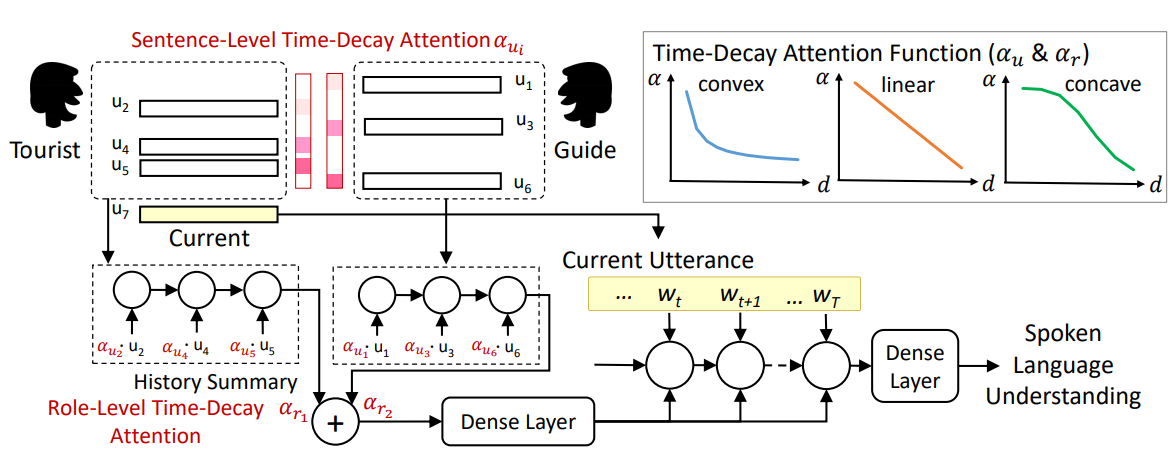 Sentence-Level Time-Decay Attention α_{u_i}
Time-Decay Attention Function (α_u & α_r)
α convex d
α linear d
α concave d
Tourist
Guide
u_2
u_4
u_5
u_1
u_3
u_6
u_7
Current
Current Utterance
... w_t w_{t+1} ... w_T
α_{u_2}· u_2 α_{u_4}· u_4 α_{u_5}· u_5
α_{u_1}· u_1 α_{u_3}· u_3 α_{u_6}· u_6
History Summary
Role-Level Time-Decay
Attention
α_{r_1} + α_{r_2}
Dense Layer
Dense
Layer
Spoken
Language
Understanding